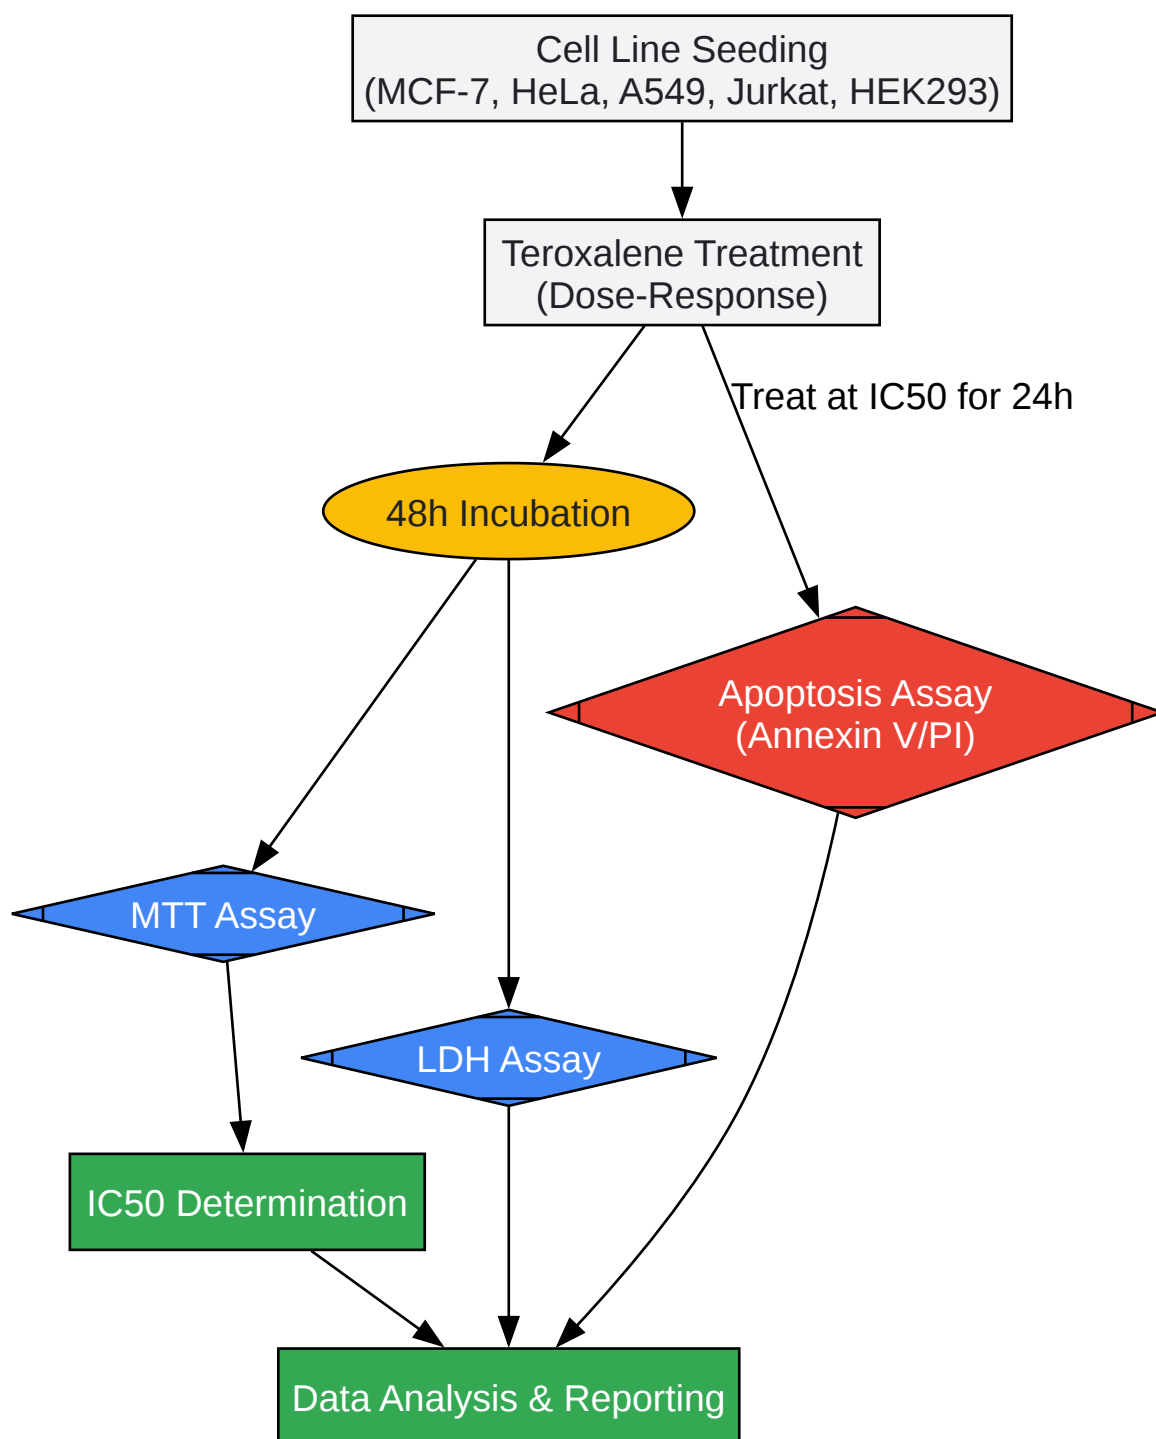 Cell Line Seeding
(MCF-7, HeLa, A549, Jurkat, HEK293)
Teroxalene Treatment
(Dose-Response)
Treat at IC50 for 24h
48h Incubation
Apoptosis Assay
(Annexin V/PI)
MTT Assay
LDH Assay
IC50 Determination
Data Analysis & Reporting